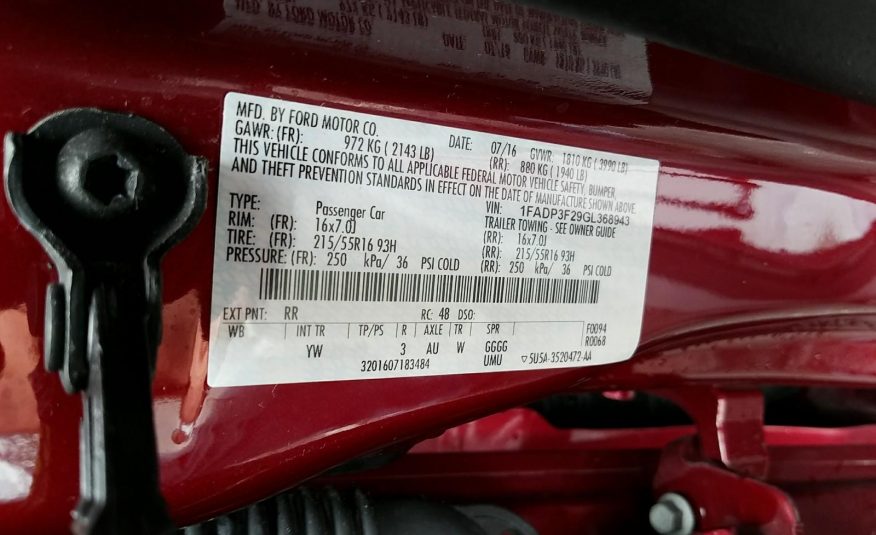 MFD. BY FORD MOTOR CO.
DATE: 07/16 GVWR: 1810 KG ( 3990 LB)
GAWR: (FR): 972 KG ( 2143 LB) (RR): 880 KG ( 1940 LB)
THIS VEHICLE CONFORMS TO ALL APPLICABLE FEDERAL MOTOR VEHICLE SAFETY, BUMPER,
AND THEFT PREVENTION STANDARDS IN EFFECT ON THE DATE OF MANUFACTURE SHOWN ABOVE.
VIN: 1FADP3F29GL368943
TYPE: Passenger Car TRAILER TOWING - SEE OWNER GUIDE
RIM: (FR): 16x7.0J (RR): 16x7.0J
TIRE: (FR): 215/55R16 93H (RR): 215/55R16 93H
PRESSURE: (FR): 250 kPa/ 36 PSI COLD (RR): 250 kPa/ 36 PSI COLD
EXT PNT: RR RC: 48 DSO:
WB INT TR TP/PS R AXLE TR SPR F0094
YW 3 AU W GGGG R0068
3201607183484 UMU 5U5A-3520472-AA